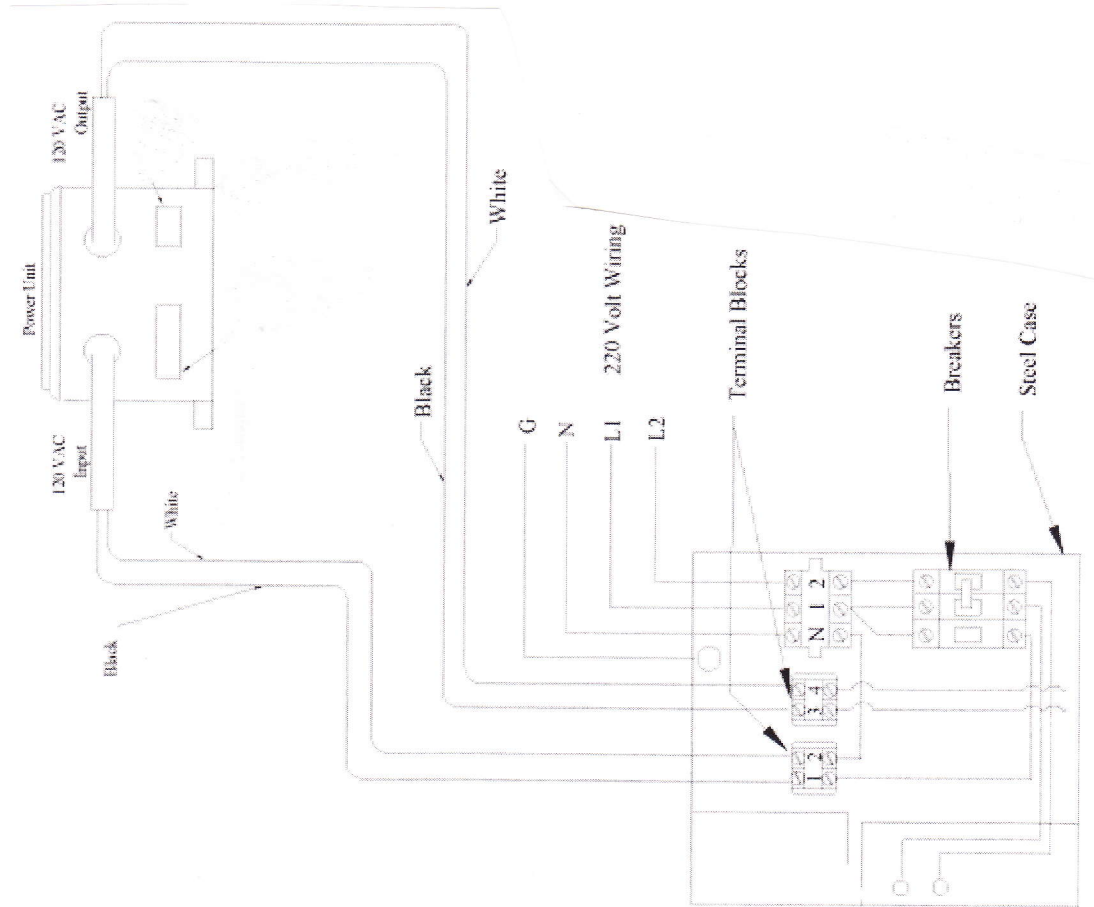 Power Unit
120 VAC
Input
120 VAC
Output
White
Black
Black
White
G
N
L1
L2
220 Volt Wiring
Terminal Blocks
Breakers
Steel Case
1 2
3 4
N 1 2